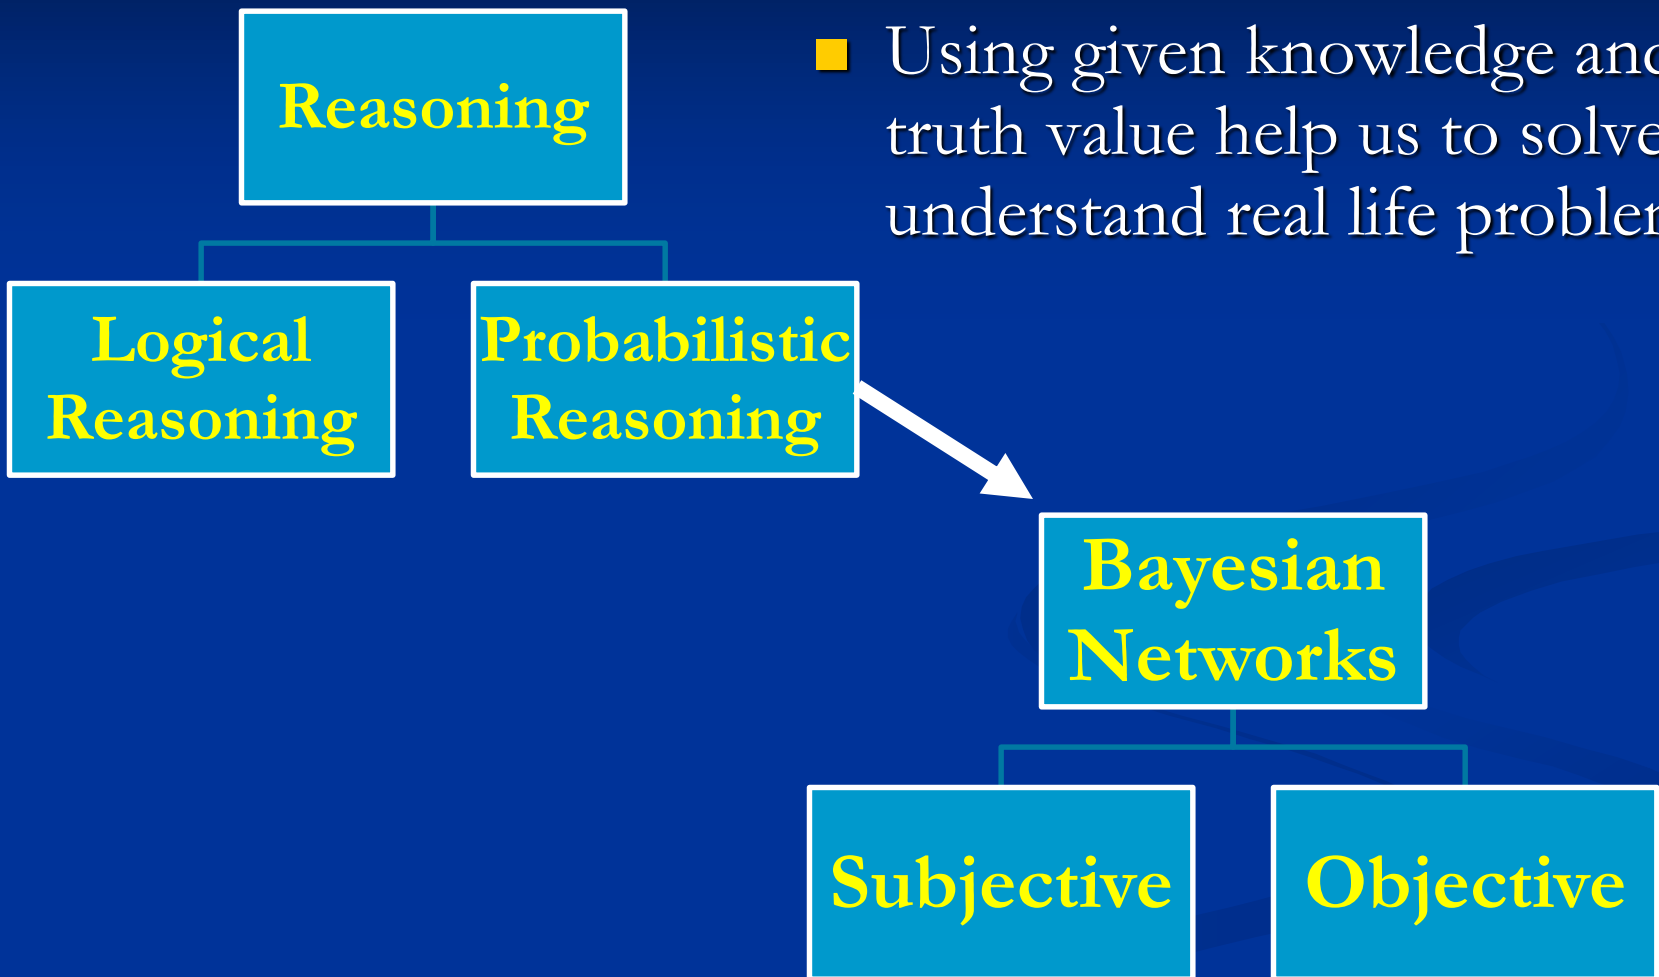 Reasoning
Using given knowledge and
truth value help us to solve
understand real life
Logical
Reasoning
Probabilistic
Reasoning
Bayesian
Networks
Subjective
Objective